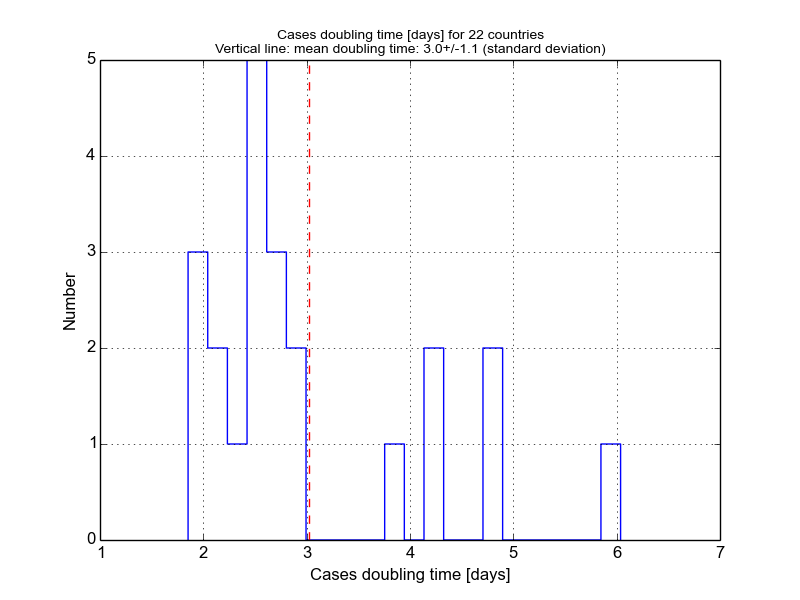 Cases doubling time [days] for 22 countries
Vertical line: mean doubling time: 3.0+/-1.1 (standard deviation)
5
4
3
2
1
0
Number
1 2 3 4 5 6 7
Cases doubling time [days]